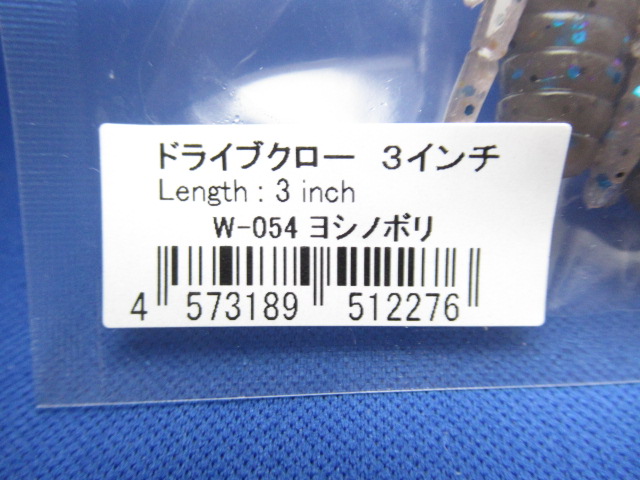 ドライブクロー 3インチ
Length : 3 inch
W-054 ヨシノボリ
4 573189 512276